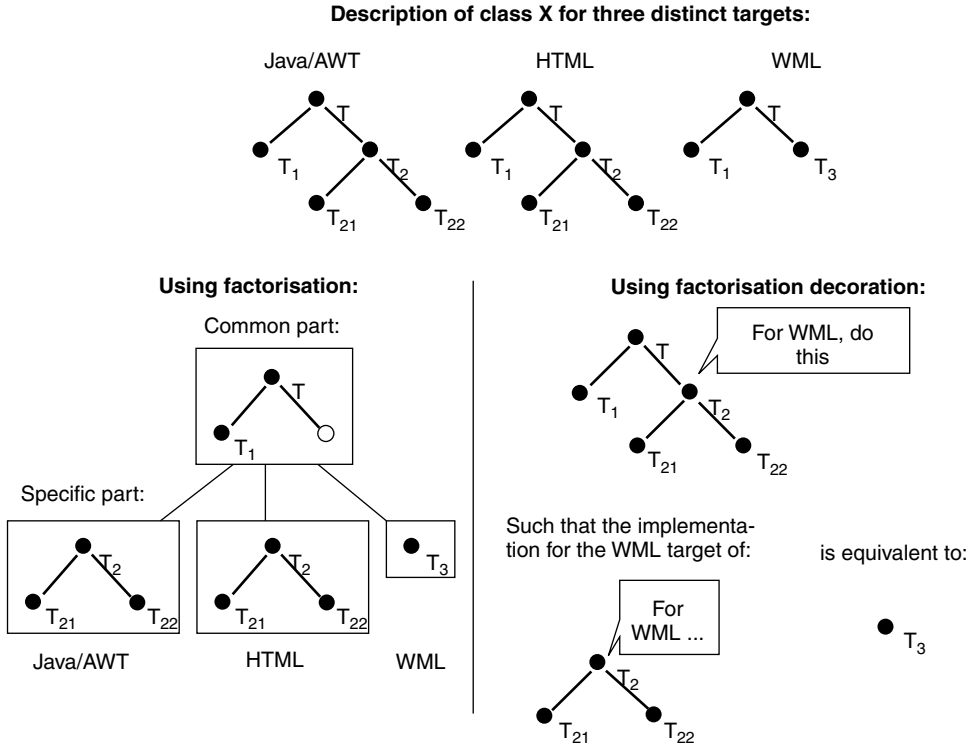 Description of class X for three distinct targets:
Java/AWT HTML WML
T T T
T1 T2 T1 T2 T1 T3
T21 T22 T21 T22
Using factorisation:
Common part:
T
T1
Specific part:
T2 T2 T3
T21 T22 T21 T22
Java/AWT HTML WML
Using factorisation decoration:
For WML, do
this
T
T1 T2
T21 T22
Such that the implementa-
tion for the WML target of:
is equivalent to:
For
WML ...
T2
T21 T22
T3